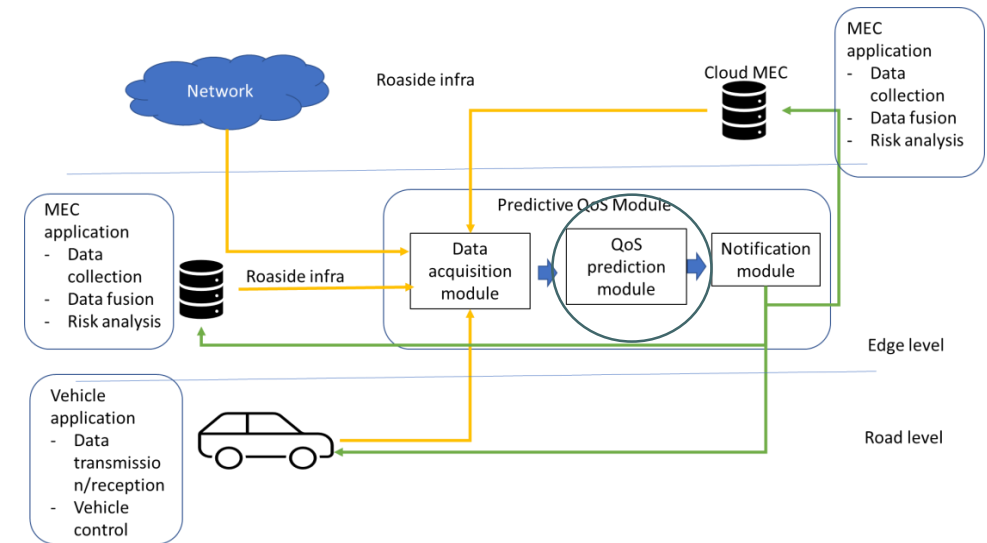 MEC
application
- Data
collection
- Data fusion
- Risk analysis
Cloud MEC
Roaside infra
Network
Predictive QoS Module
MEC
application
- Data
collection
- Data fusion
- Risk analysis
Roaside infra
Data
acquisition
module
QoS
prediction
module
Notification
module
Edge level
Vehicle
application
- Data
transmissio
n/reception
- Vehicle
control
Road level